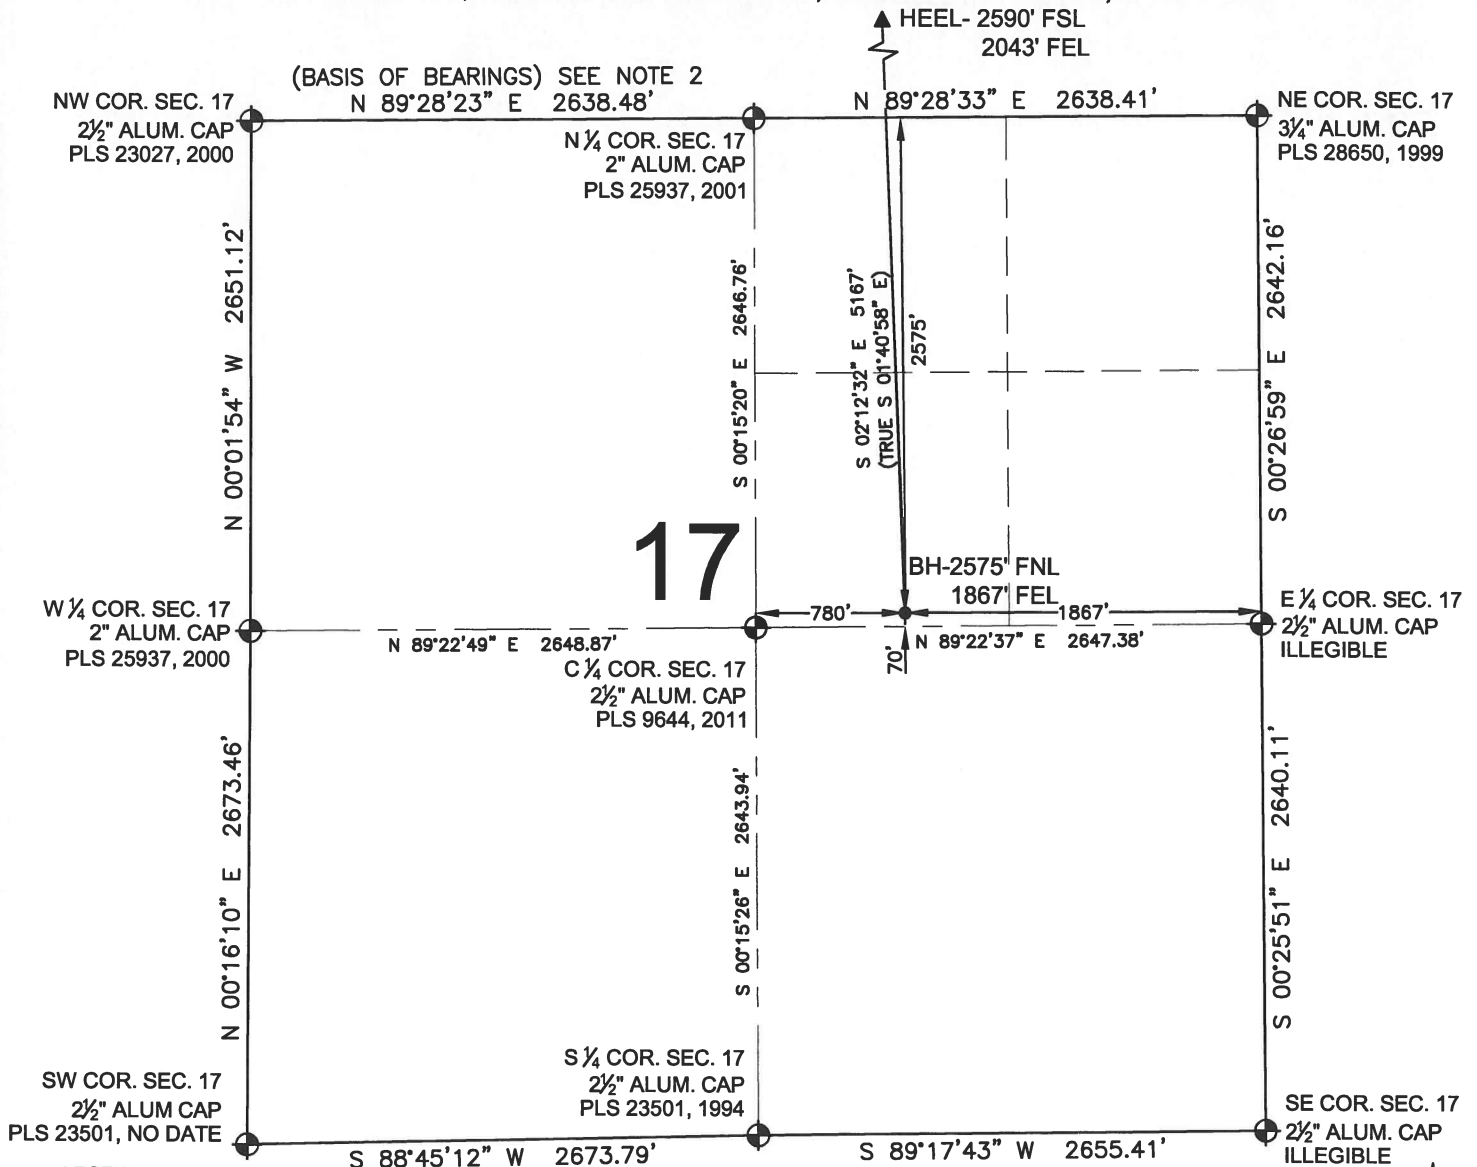 HEEL- 2590' FSL
2043' FEL
(BASIS OF BEARINGS) SEE NOTE 2
N 89°28'23" E 2638.48'
N 89°28'33" E 2638.41'
NW COR. SEC. 17
2½" ALUM. CAP
PLS 23027, 2000
N ¼ COR. SEC. 17
2" ALUM. CAP
PLS 25937, 2001
NE COR. SEC. 17
3¼" ALUM. CAP
PLS 28650, 1999
N 00°01'54" W 2651.12'
S 00°15'20" E 2646.76'
S 02°12'32" E 5167'
(TRUE S 01°40'58" E)
2575'
S 00°26'59" E 2642.16'
17
BH-2575' FNL
1867' FEL
780'
1867'
W ¼ COR. SEC. 17
2" ALUM. CAP
PLS 25937, 2000
N 89°22'49" E 2648.87'
N 89°22'37" E 2647.38'
70'
E ¼ COR. SEC. 17
2½" ALUM. CAP
ILLEGIBLE
C ¼ COR. SEC. 17
2½" ALUM. CAP
PLS 9644, 2011
N 00°16'10" E 2673.46'
S 00°15'26" E 2643.94'
S 00°25'51" E 2640.11'
SW COR. SEC. 17
2½" ALUM CAP
PLS 23501, NO DATE
S ¼ COR. SEC. 17
2½" ALUM. CAP
PLS 23501, 1994
SE COR. SEC. 17
2½" ALUM. CAP
ILLEGIBLE
S 88°45'12" W 2673.79'
S 89°17'43" W 2655.41'